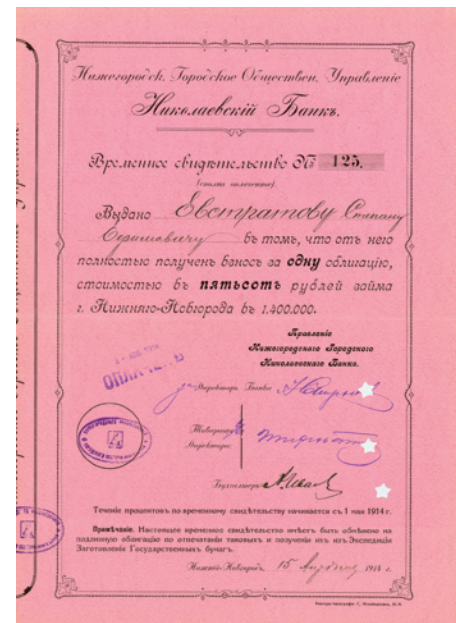 Нижегородск. Городское Обществен. Управленіе
Николаевскій Банкъ.
Временное свидѣтельство № 125.
(сполна оплаченное).
Выдано Евстратову Степану
бъ томъ, что отъ него
полностью полученъ взносъ за одну облигацію,
стоимостью въ пятьсотъ рублей займа
г. Нижняго-Новгорода въ 1.400.000.
Правленіе
Нижегородскаго Городского
Николаевскаго Банка.
ОПЛАЧЕНЪ
Директоръ Банка
Товарищъ
Директора:
Бухгалтеръ
Теченіе процентовъ по временному свидѣтельству начинается съ 1 мая 1914 г.
Примѣчаніе. Настоящее временное свидѣтельство имѣетъ быть обмѣнено на
подлинную облигацію по отпечатаніи таковыхъ и полученіи ихъ изъ Экспедиціи
Заготовленія Государственныхъ бумагъ.
Нижній-Новгородъ, 15 1914 г.